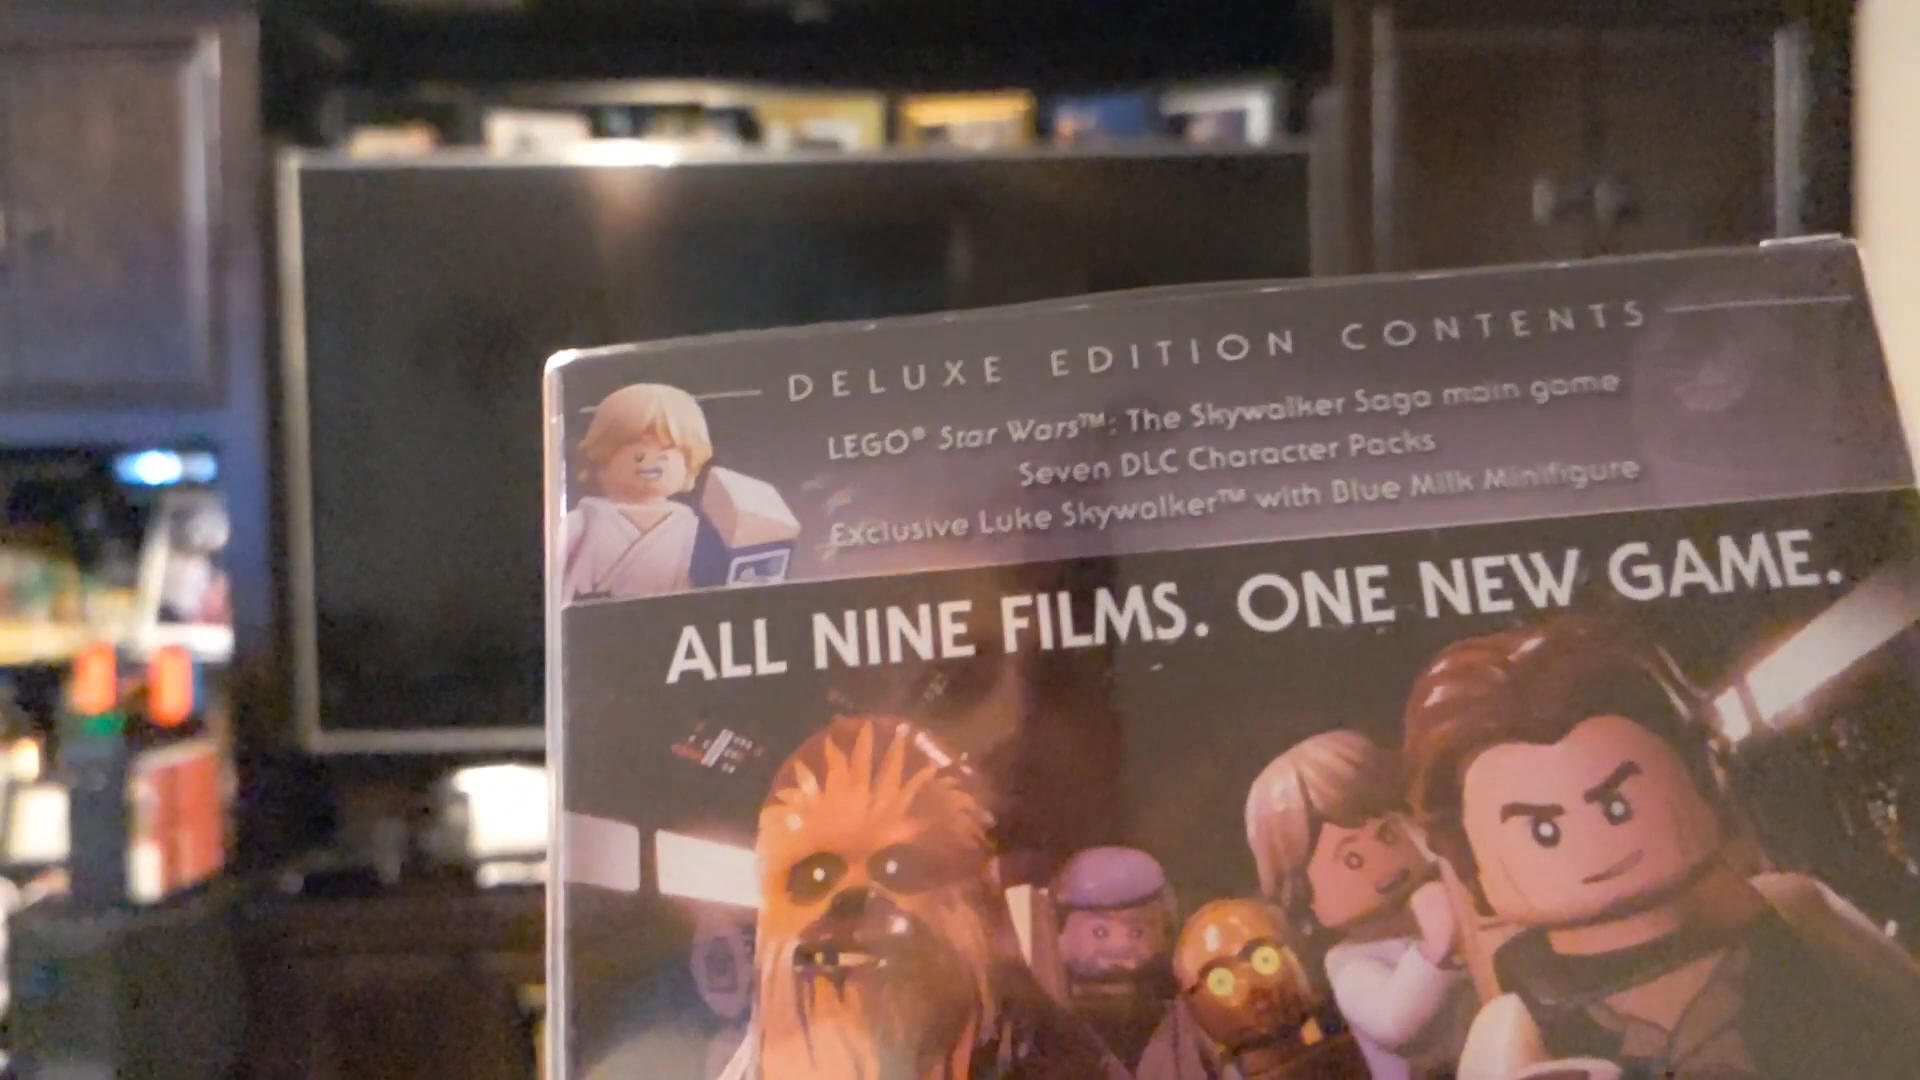 DELUXE EDITION CONTENTS
LEGO® Star Wars™: The Skywalker Saga main game
Seven DLC Character Packs
Exclusive Luke Skywalker™ with Blue Milk Minifigure
ALL NINE FILMS. ONE NEW GAME.